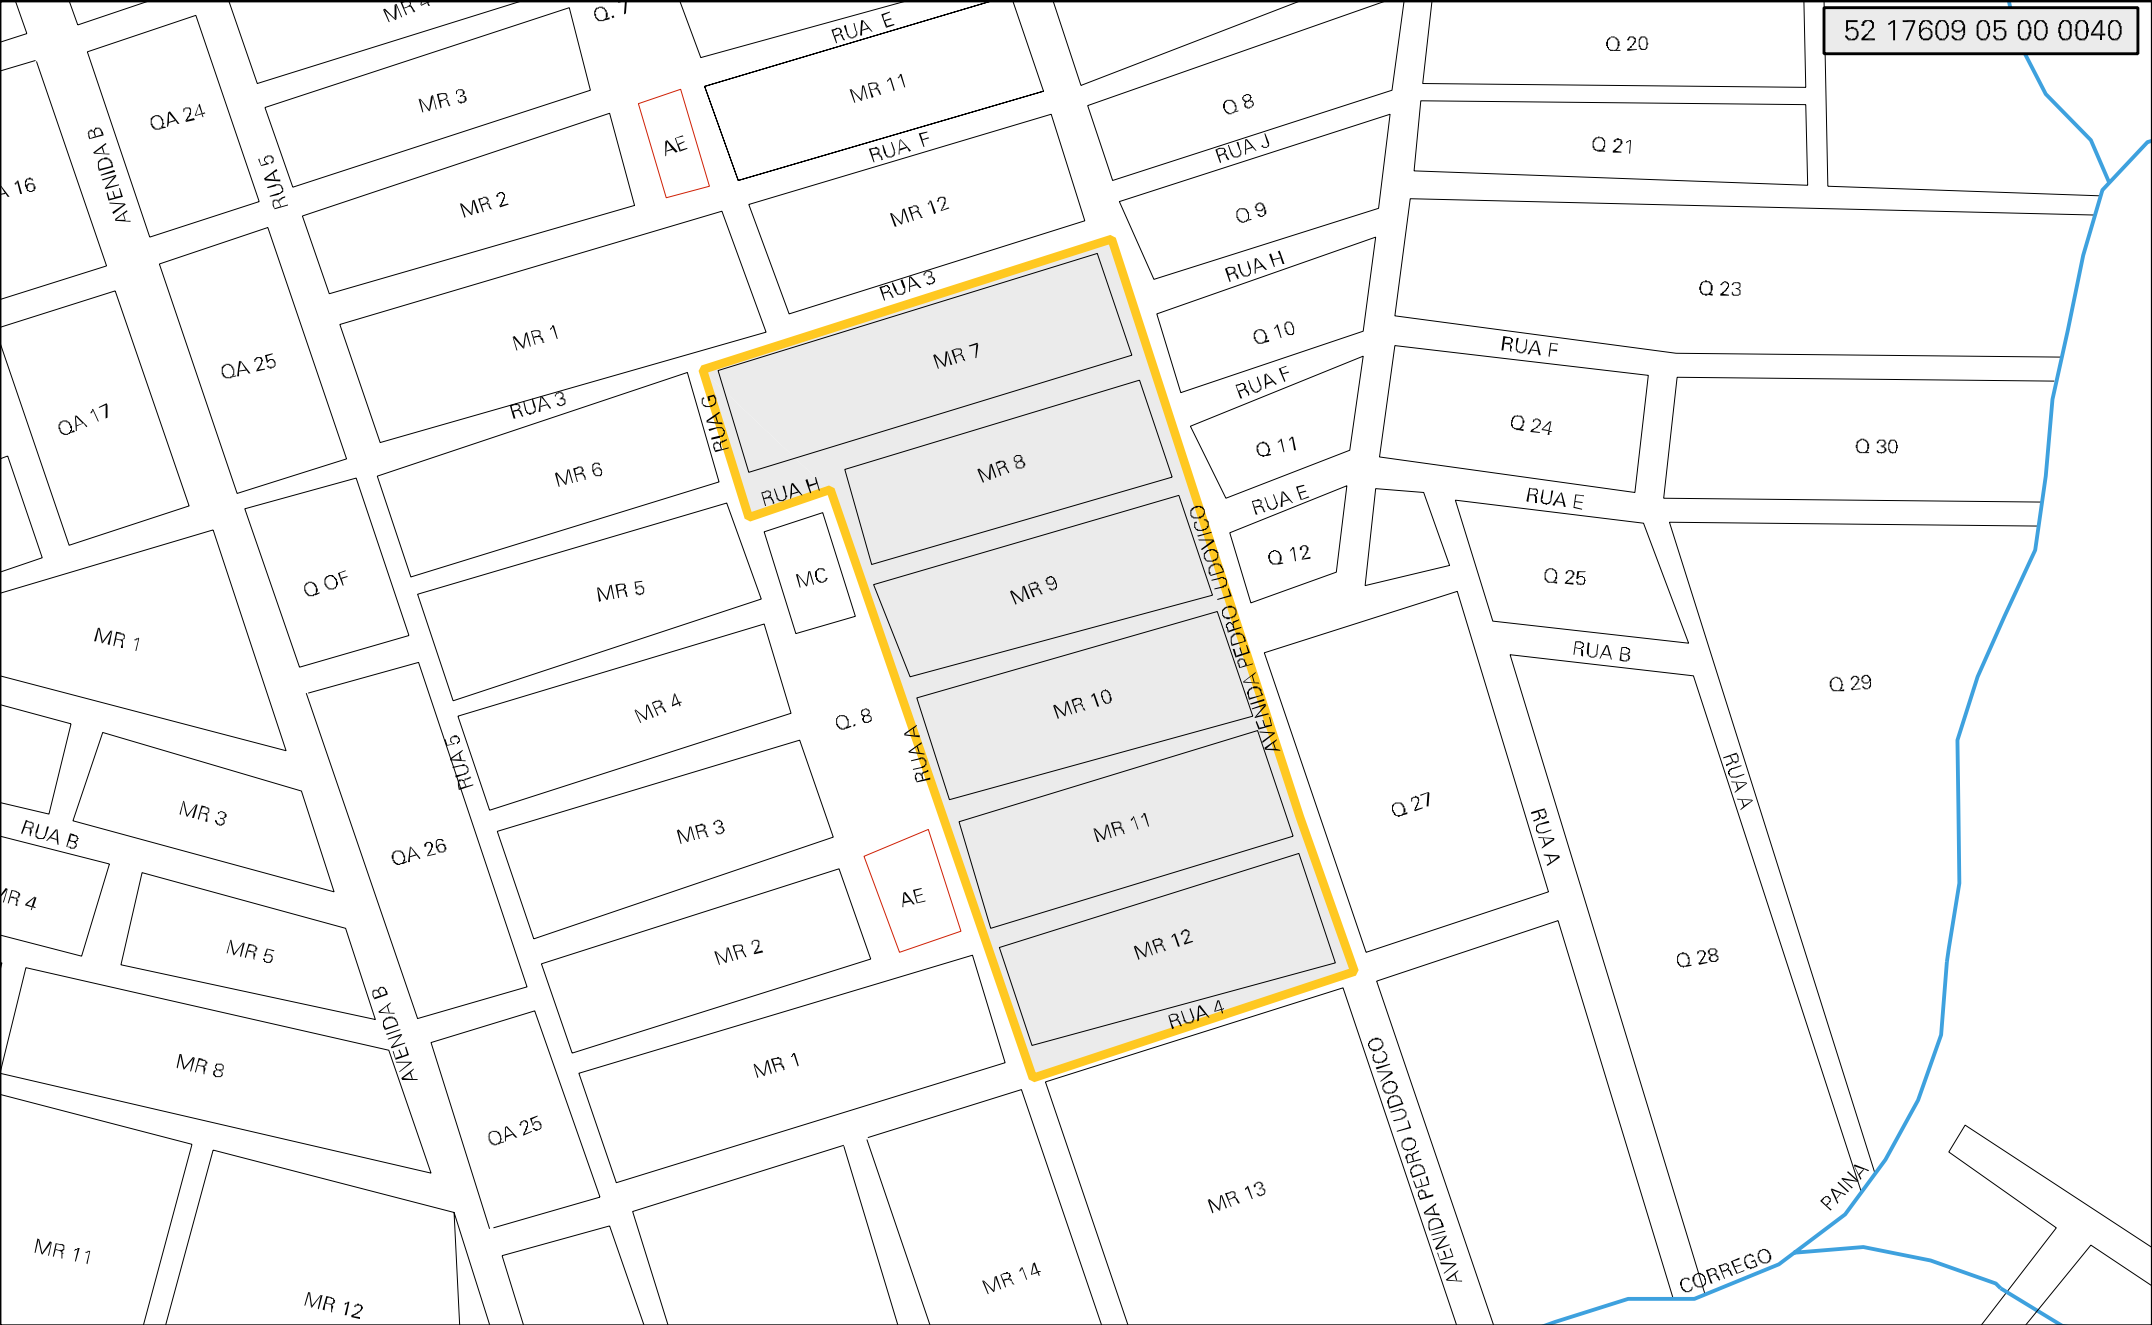 MR 4
Q. 7
RUA E
52 17609 05 00 0040
Q 20
QA 24
MR 3
AE
MR 11
Q 8
Q 21
AVENIDA B
RUA 5
RUA F
RUA J
A 16
MR 2
MR 12
Q 9
RUA H
Q 23
RUA 3
MR 1
QA 25
Q 10
RUA F
MR 7
RUA F
RUA 3
RUA G
QA 17
MR 6
MR 8
Q 11
Q 24
Q 30
RUA H
RUA E
RUA E
Q OF
MR 5
MC
MR 9
Q 12
Q 25
AVENIDA PEDRO LUDOVICO
MR 1
RUA B
Q 29
MR 4
Q. 8
MR 10
RUA 5
RUA A
RUA A
MR 3
RUA B
QA 26
MR 3
MR 11
Q 27
RUA A
MR 4
AE
MR 5
MR 2
MR 12
Q 28
AVENIDA B
RUA 4
MR 8
MR 1
AVENIDA PEDRO LUDOVICO
QA 25
MR 13
PAINA
MR 11
MR 14
CORREGO
MR 12